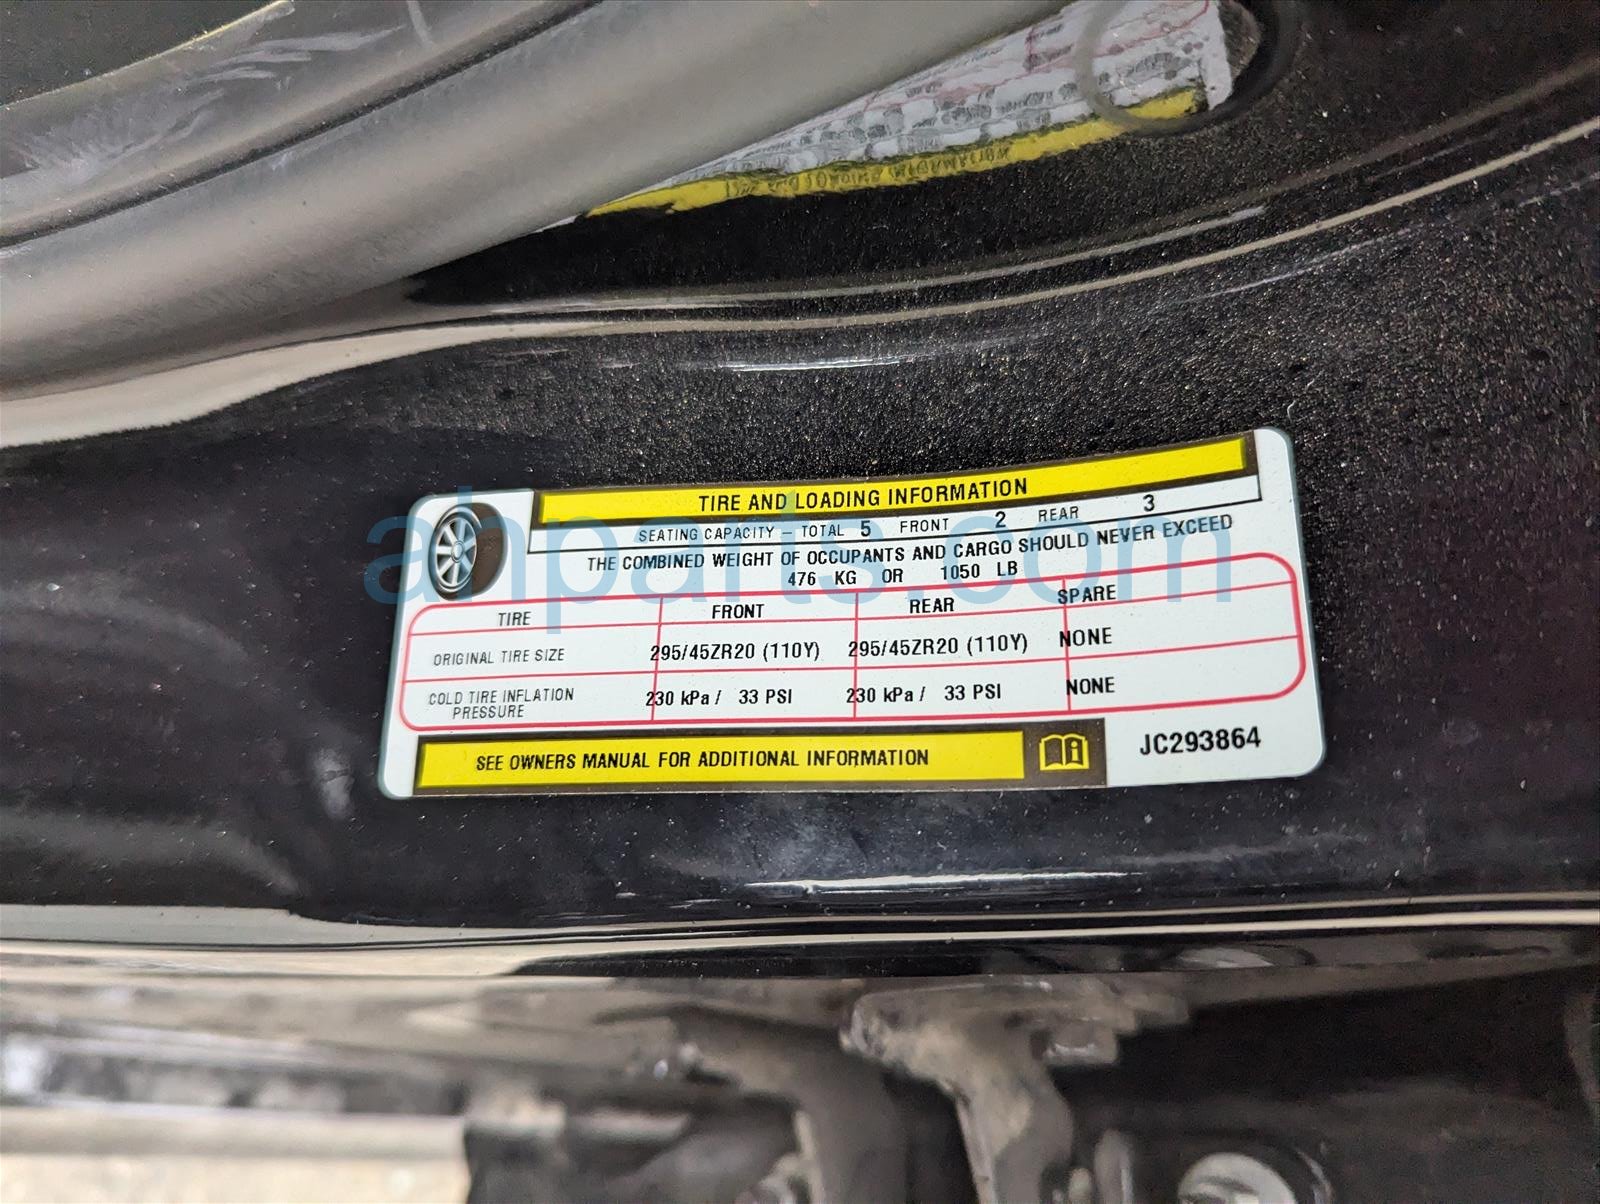 TIRE AND LOADING INFORMATION
SEATING CAPACITY – TOTAL 5 FRONT 2 REAR 3
THE COMBINED WEIGHT OF OCCUPANTS AND CARGO SHOULD NEVER EXCEED
476 KG OR 1050 LB
TIRE FRONT REAR SPARE
ORIGINAL TIRE SIZE 295/45ZR20 (110Y) 295/45ZR20 (110Y) NONE
COLD TIRE INFLATION PRESSURE 230 kPa / 33 PSI 230 kPa / 33 PSI NONE
SEE OWNERS MANUAL FOR ADDITIONAL INFORMATION
JC293864
ahparts.com